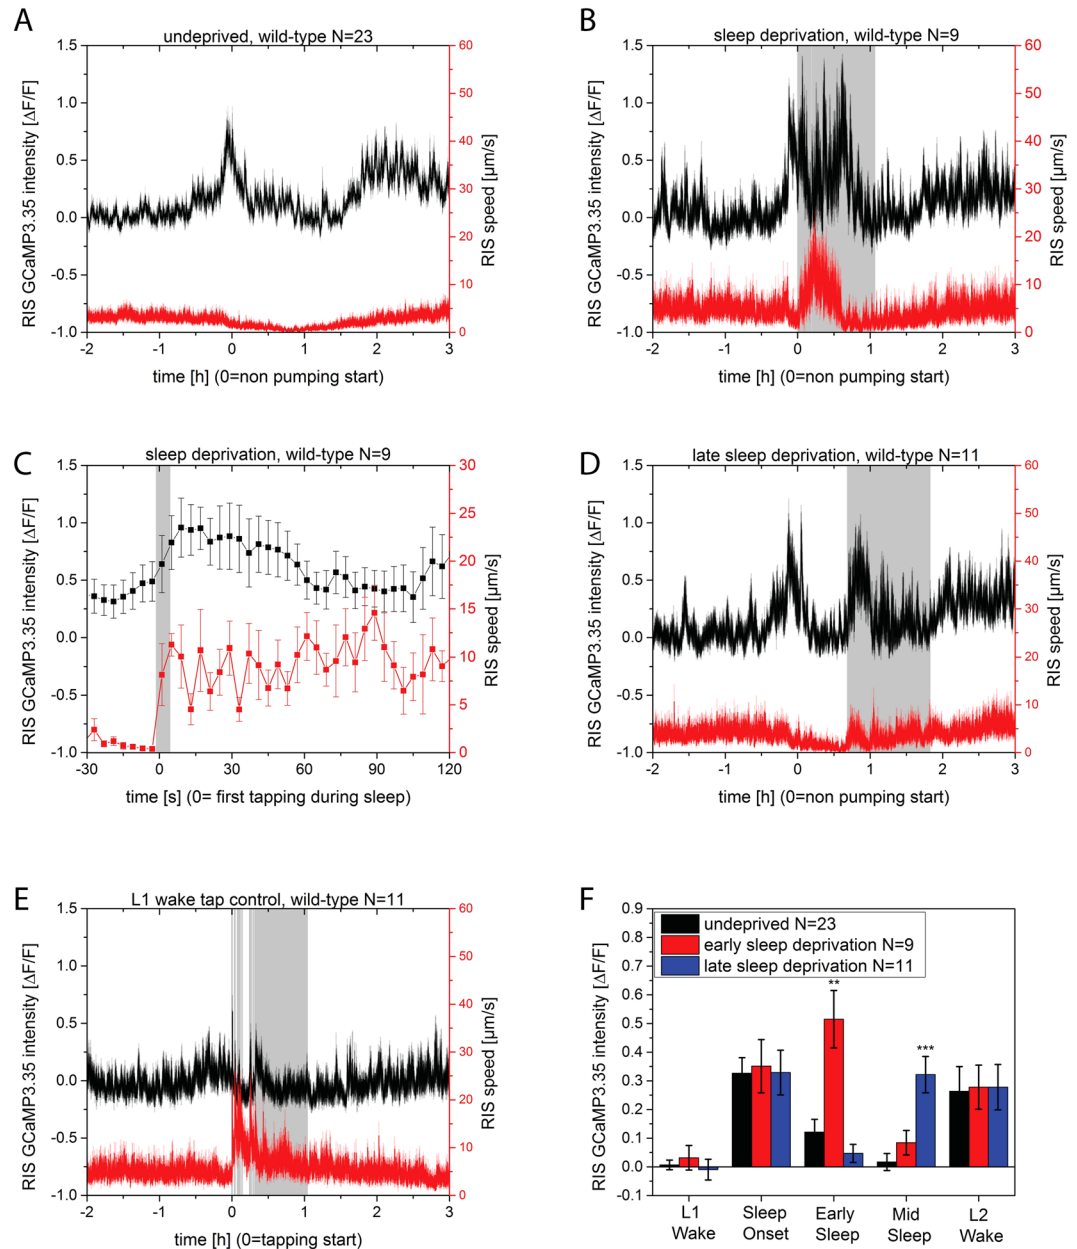 A
undeprived, wild-type N=23
1.5
1.0
0.5
0.0
-0.5
-1.0
RIS GCaMP3.35 intensity [ΔF/F]
60
50
40
30
20
10
0
RIS speed [µm/s]
-2 -1 0 1 2 3
time [h] (0=non pumping start)
B
sleep deprivation, wild-type N=9
1.5
1.0
0.5
0.0
-0.5
-1.0
RIS GCaMP3.35 intensity [ΔF/F]
60
50
40
30
20
10
0
RIS speed [µm/s]
-2 -1 0 1 2 3
time [h] (0=non pumping start)
C
sleep deprivation, wild-type N=9
1.5
1.0
0.5
0.0
-0.5
-1.0
RIS GCaMP3.35 intensity [ΔF/F]
30
25
20
15
10
5
0
RIS speed [µm/s]
-30 0 30 60 90 120
time [s] (0= first tapping during sleep)
D
late sleep deprivation, wild-type N=11
1.5
1.0
0.5
0.0
-0.5
-1.0
RIS GCaMP3.35 intensity [ΔF/F]
60
50
40
30
20
10
0
RIS speed [µm/s]
-2 -1 0 1 2 3
time [h] (0=non pumping start)
E
L1 wake tap control, wild-type N=11
1.5
1.0
0.5
0.0
-0.5
-1.0
RIS GCaMP3.35 intensity [ΔF/F]
60
50
40
30
20
10
0
RIS speed [µm/s]
-2 -1 0 1 2 3
time [h] (0=tapping start)
F
0.9
0.8
0.7
0.6
0.5
0.4
0.3
0.2
0.1
0.0
-0.1
RIS GCaMP3.35 intensity [ΔF/F]
undeprived N=23
early sleep deprivation N=9
late sleep deprivation N=11
**
***
L1 Sleep Early Mid L2
Wake Onset Sleep Sleep Wake